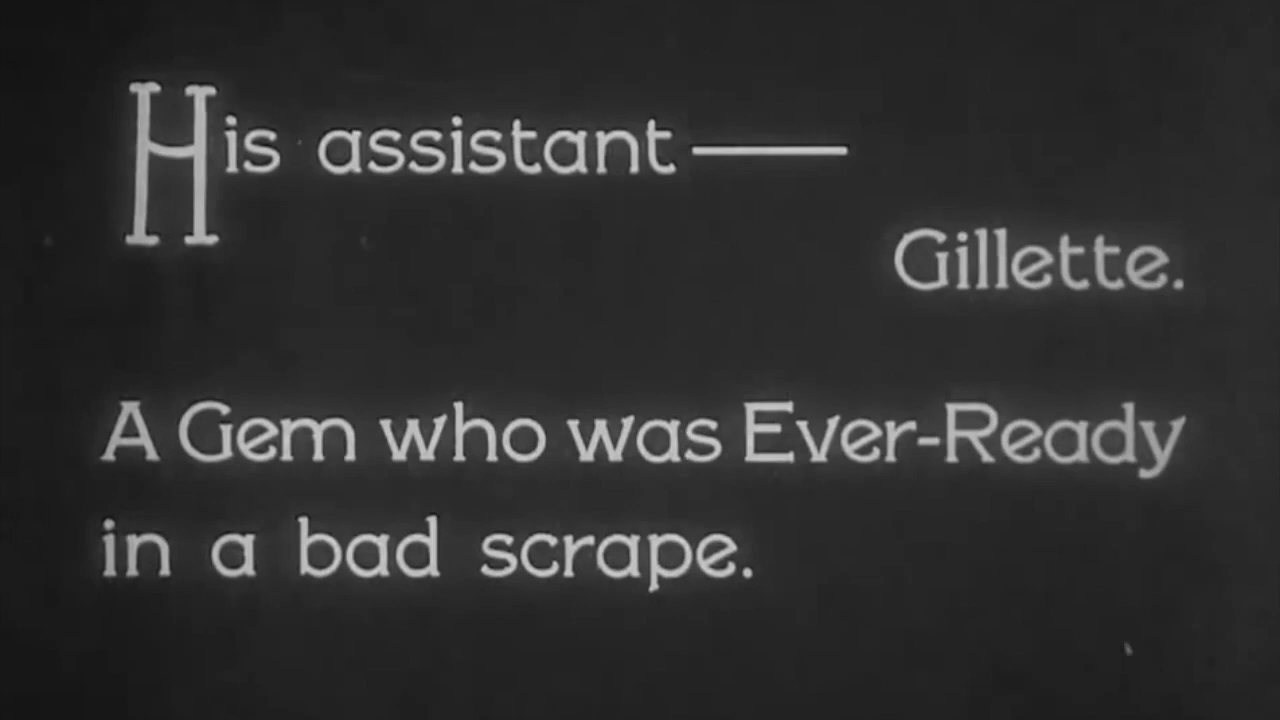 His assistant——
Gillette.
A Gem who was Ever-Ready
in a bad scrape.